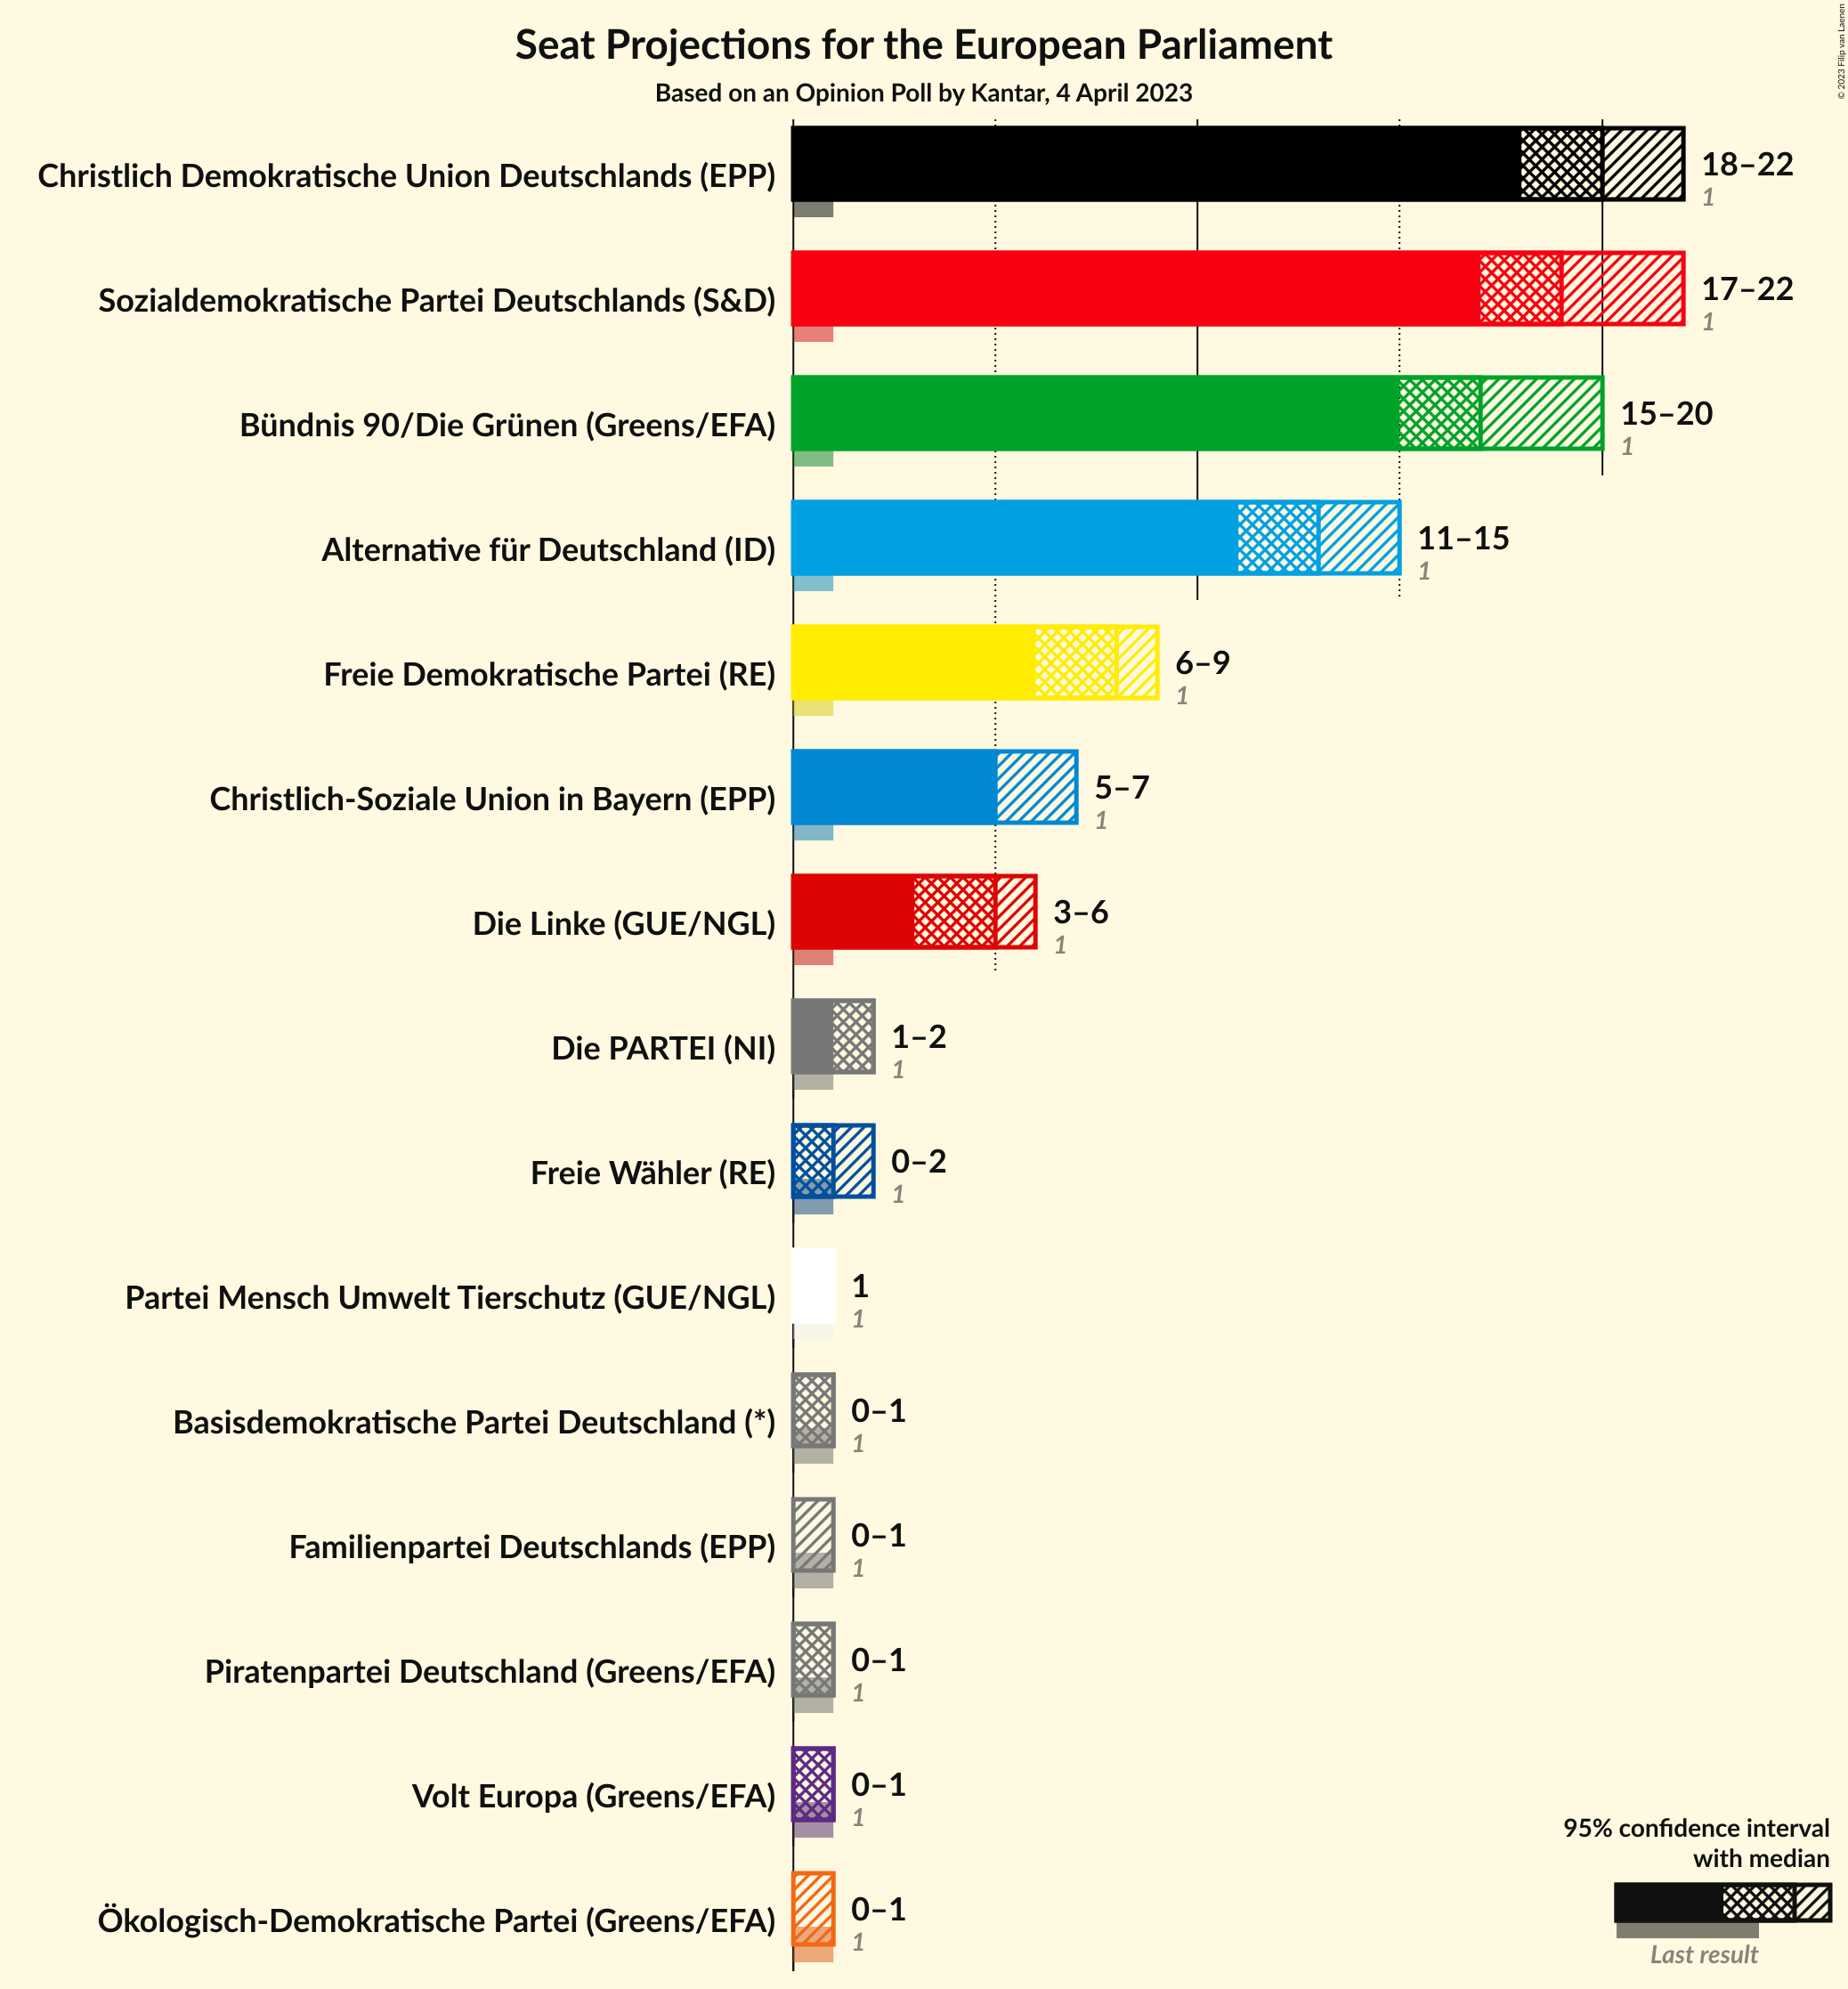 Seat Projections for the European Parliament
Based on an Opinion Poll by Kantar, 4 April 2023
© 2023 Filip van Laenen
Christlich Demokratische Union Deutschlands (EPP)
18–22
1
Sozialdemokratische Partei Deutschlands (S&D)
17–22
1
Bündnis 90/Die Grünen (Greens/EFA)
15–20
1
Alternative für Deutschland (ID)
11–15
1
Freie Demokratische Partei (RE)
6–9
1
Christlich-Soziale Union in Bayern (EPP)
5–7
1
Die Linke (GUE/NGL)
3–6
1
Die PARTEI (NI)
1–2
1
Freie Wähler (RE)
0–2
1
Partei Mensch Umwelt Tierschutz (GUE/NGL)
1
1
Basisdemokratische Partei Deutschland (*)
0–1
1
Familienpartei Deutschlands (EPP)
0–1
1
Piratenpartei Deutschland (Greens/EFA)
0–1
1
Volt Europa (Greens/EFA)
0–1
1
Ökologisch-Demokratische Partei (Greens/EFA)
0–1
1
95% confidence interval
with median
Last result